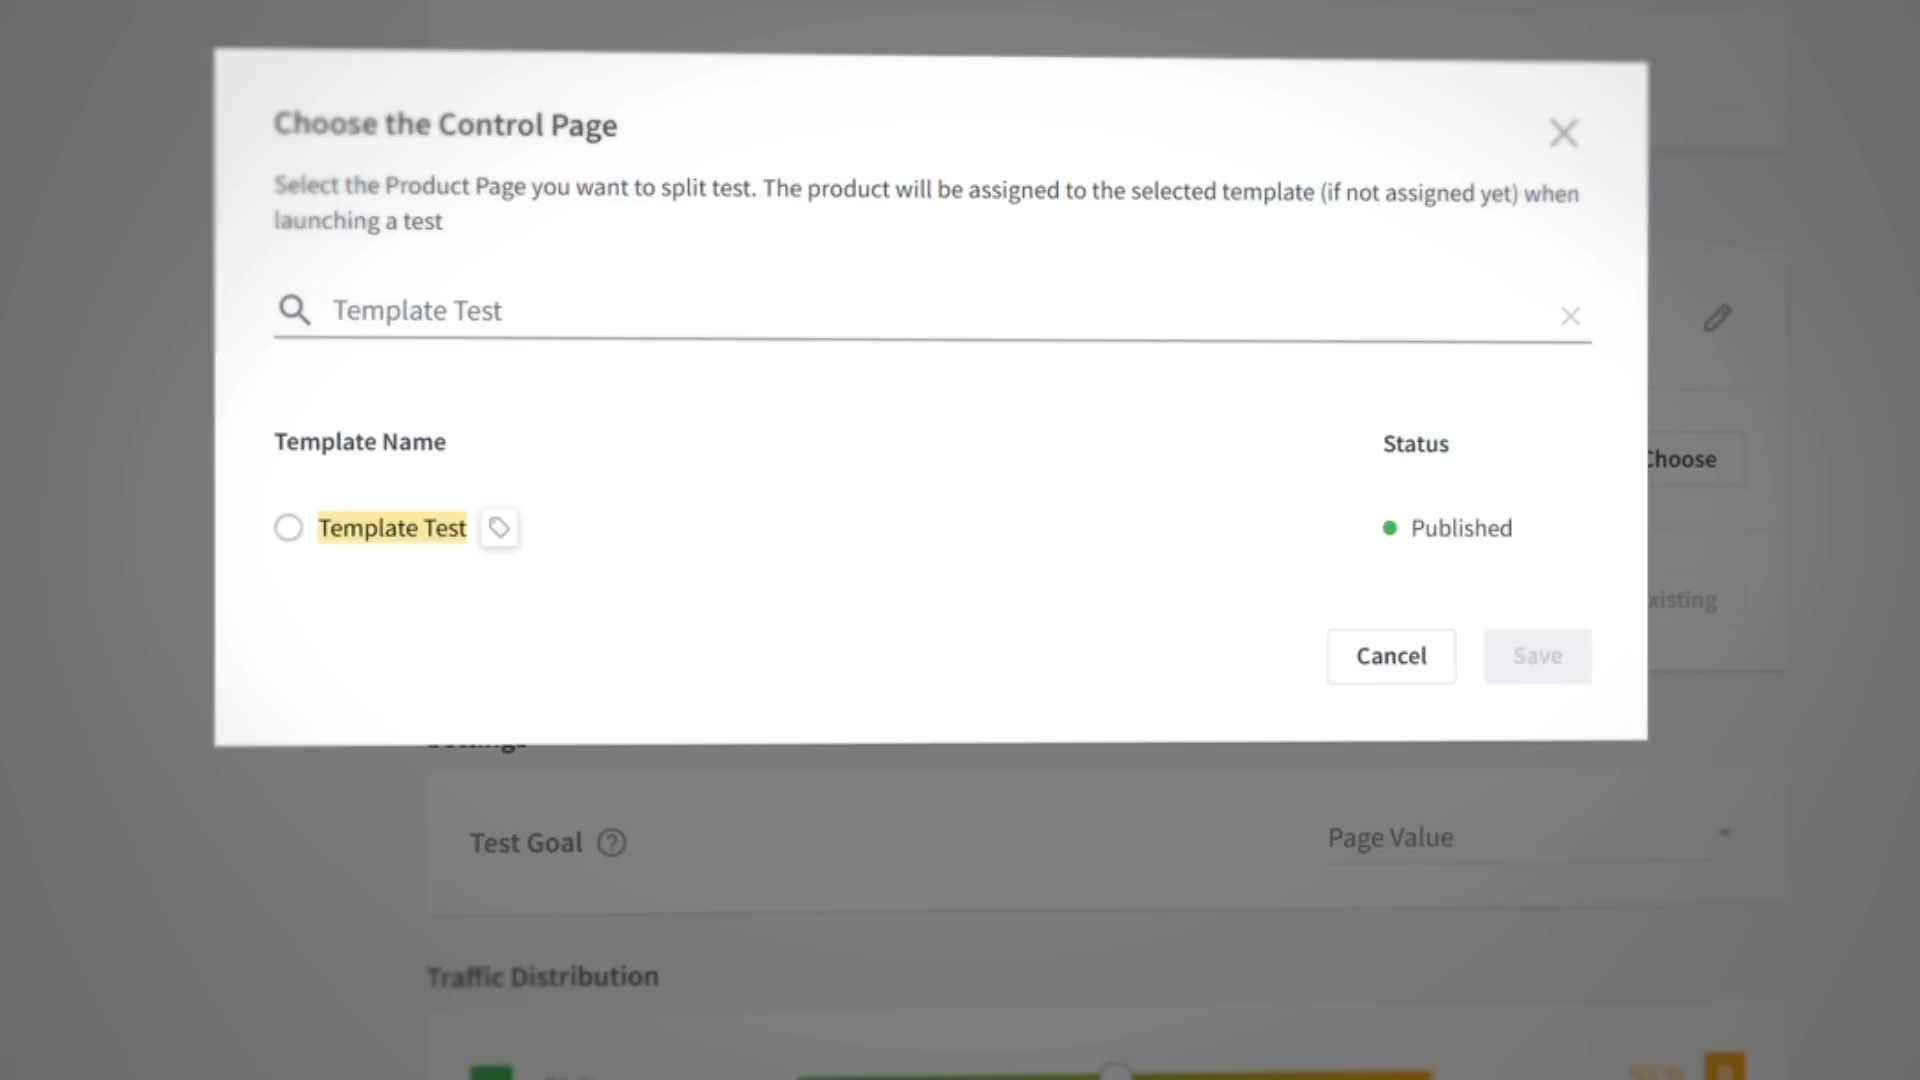 Choose the Control Page
Select the Product Page you want to split test. The product will be assigned to the selected template (if not assigned yet) when
launching a test
Template Test
Template Name
Status
Template Test
Published
Choose
Cancel
Save
Test Goal ?
Page Value
Traffic Distribution